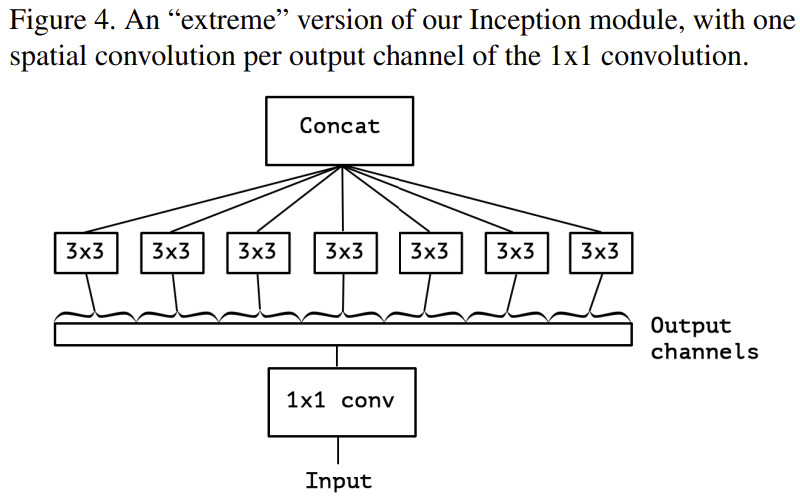 Figure 4. An “extreme” version of our Inception module, with one
spatial convolution per output channel of the 1x1 convolution.
Concat
3x3 3x3 3x3 3x3 3x3 3x3 3x3
Output
channels
1x1 conv
Input